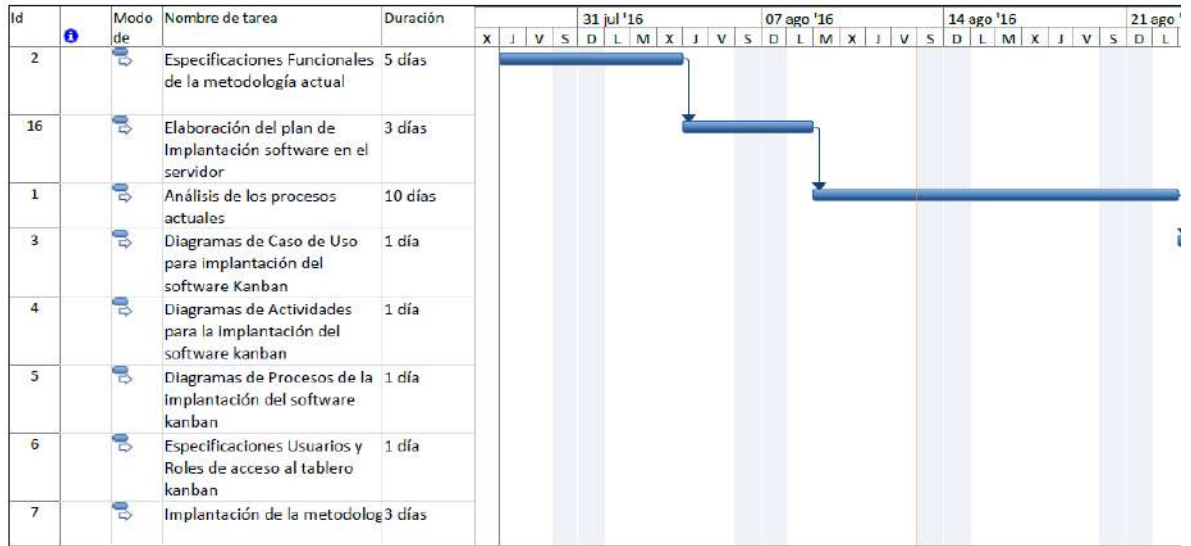 Id Modo de Nombre de tarea Duración
31 jul '16 07 ago '16 14 ago '16 21 ago '
X J V S D L M X J V S D L M X J V S D L M X J V S D L
2 Especificaciones Funcionales de la metodología actual 5 días
16 Elaboración del plan de Implantación software en el servidor 3 días
1 Análisis de los procesos actuales 10 días
3 Diagramas de Caso de Uso para implantación del software Kanban 1 día
4 Diagramas de Actividades para la implantación del software kanban 1 día
5 Diagramas de Procesos de la implantación del software kanban 1 día
6 Especificaciones Usuarios y Roles de acceso al tablero kanban 1 día
7 Implantación de la metodolog 3 días